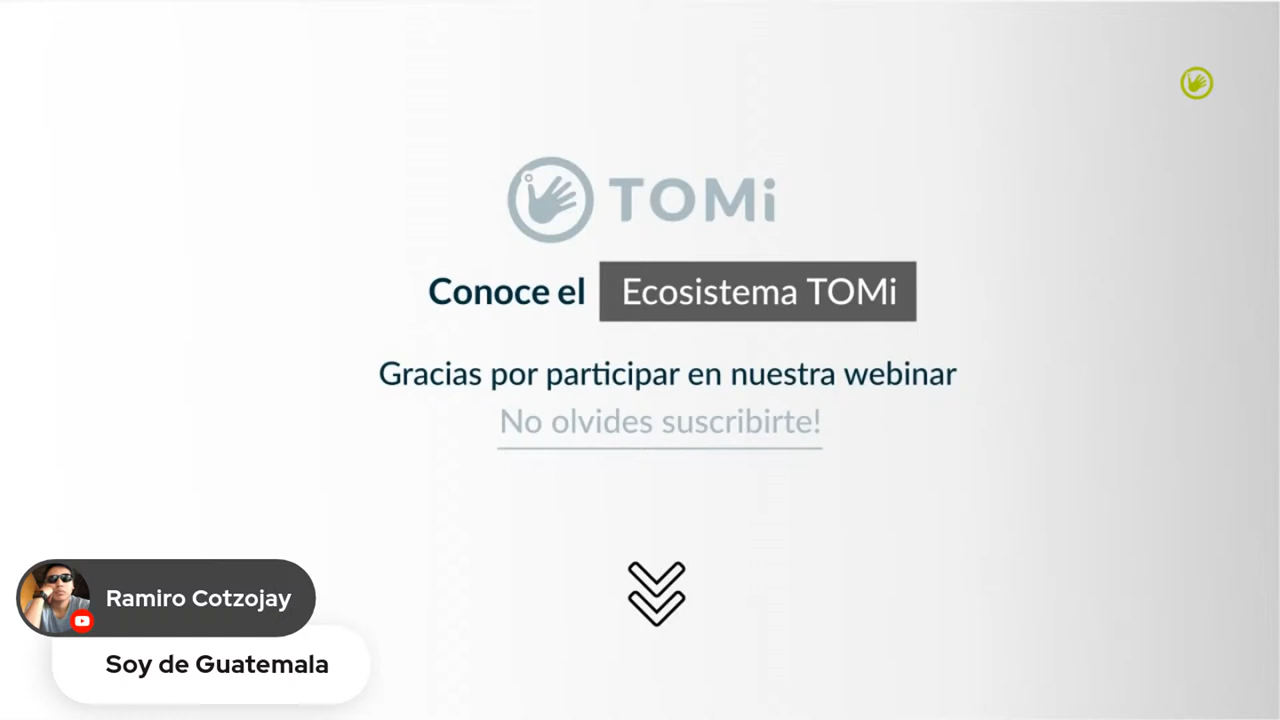 TOMi
Conoce el Ecosistema TOMi
Gracias por participar en nuestra webinar
No olvides suscribirte!
Ramiro Cotzojay
Soy de Guatemala